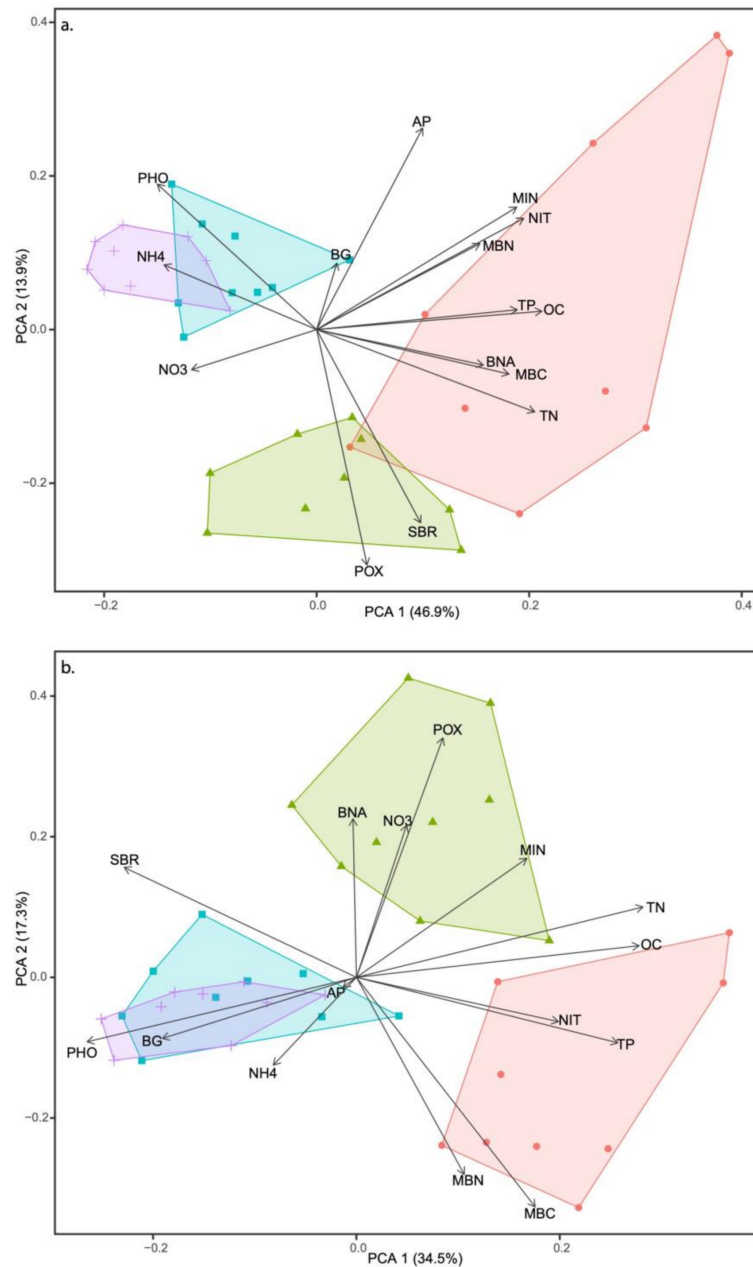 a.
0.4
AP
PHO
0.2
MIN
NIT
MBN
BG
NH4
TP
OC
PCA 2 (13.9%)
0.0
BNA
NO3
MBC
TN
−0.2
SBR
POX
−0.2
0.0
0.2
0.4
PCA 1 (46.9%)
b.
0.4
POX
BNA
NO3
0.2
MIN
SBR
TN
OC
PCA 2 (17.3%)
0.0
AP
NIT
PHO
BG
TP
NH4
−0.2
MBN
MBC
−0.2
0.0
0.2
PCA 1 (34.5%)